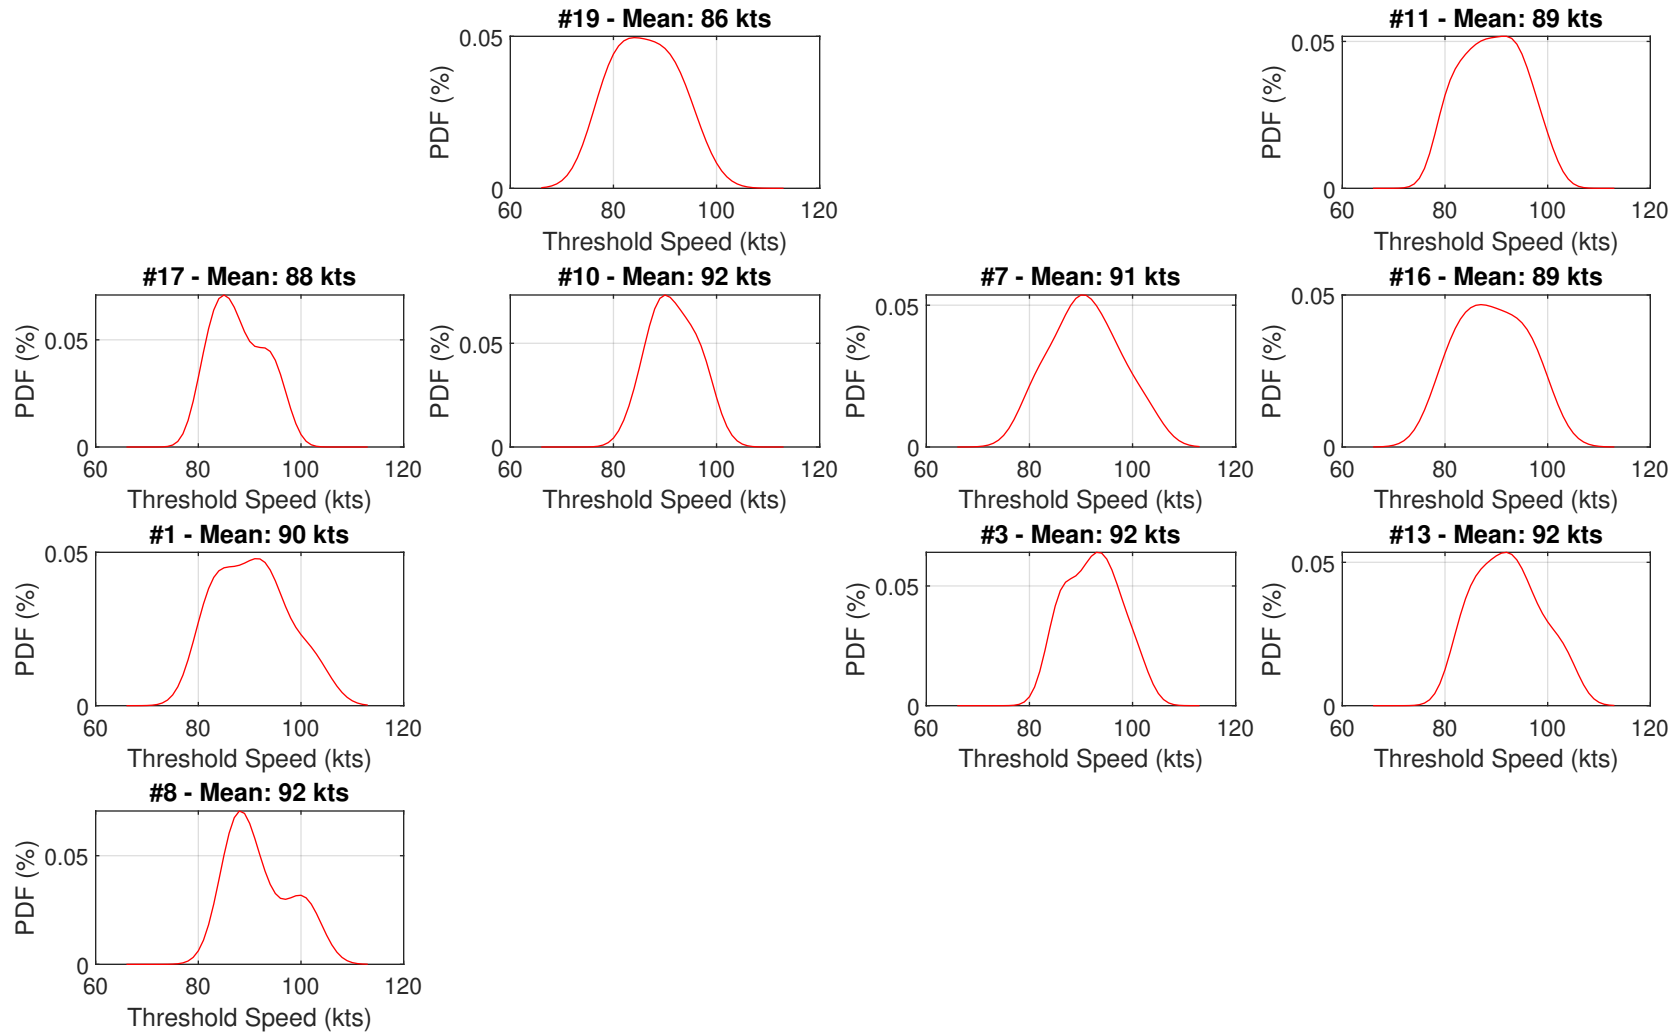 #19 - Mean: 86 kts
PDF (%)
0.05
0
60 80 100 120
Threshold Speed (kts)
#11 - Mean: 89 kts
PDF (%)
0.05
0
60 80 100 120
Threshold Speed (kts)
#17 - Mean: 88 kts
PDF (%)
0.05
0
60 80 100 120
Threshold Speed (kts)
#10 - Mean: 92 kts
PDF (%)
0.05
0
60 80 100 120
Threshold Speed (kts)
#7 - Mean: 91 kts
PDF (%)
0.05
0
60 80 100 120
Threshold Speed (kts)
#16 - Mean: 89 kts
PDF (%)
0.05
0
60 80 100 120
Threshold Speed (kts)
#1 - Mean: 90 kts
PDF (%)
0.05
0
60 80 100 120
Threshold Speed (kts)
#3 - Mean: 92 kts
PDF (%)
0.05
0
60 80 100 120
Threshold Speed (kts)
#13 - Mean: 92 kts
PDF (%)
0.05
0
60 80 100 120
Threshold Speed (kts)
#8 - Mean: 92 kts
PDF (%)
0.05
0
60 80 100 120
Threshold Speed (kts)